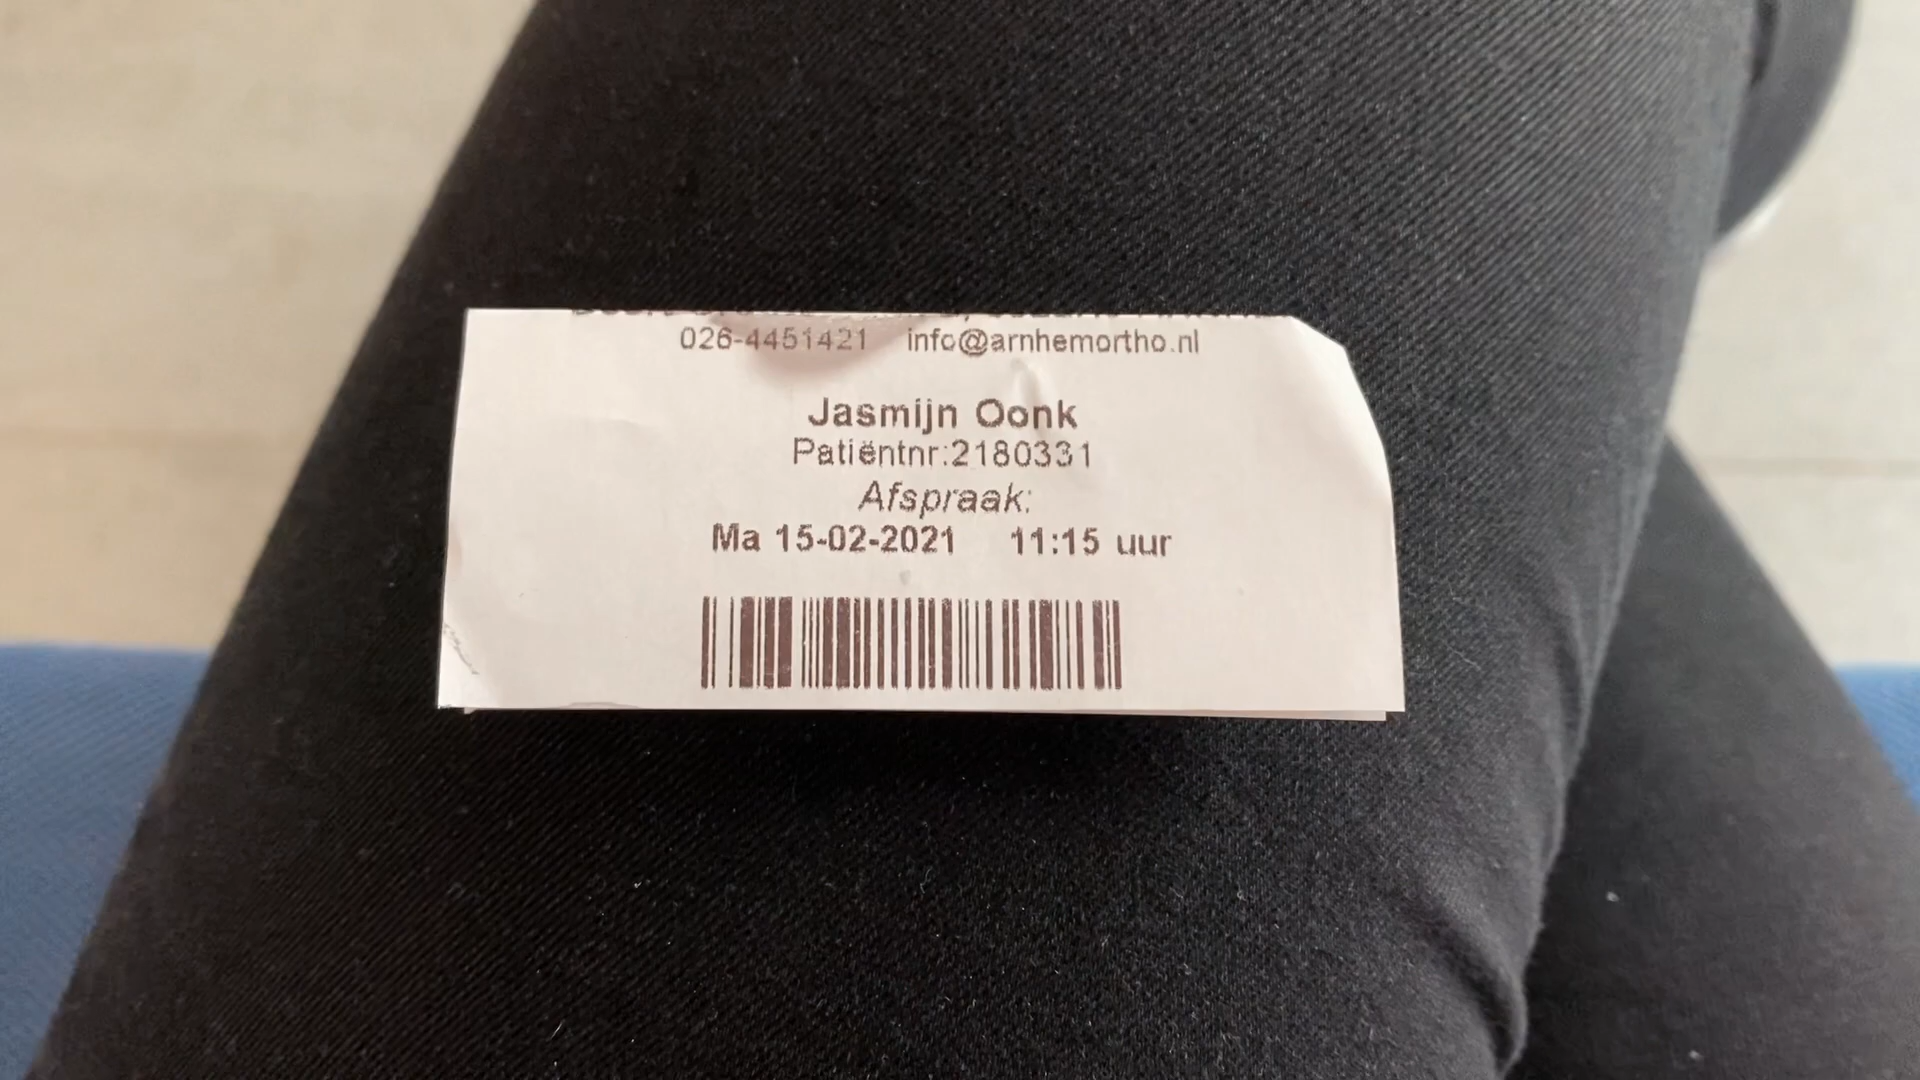 026-4451421 info@arnhemortho.nl
Jasmijn Oonk
Patiëntnr:2180331
Afspraak:
Ma 15-02-2021 11:15 uur